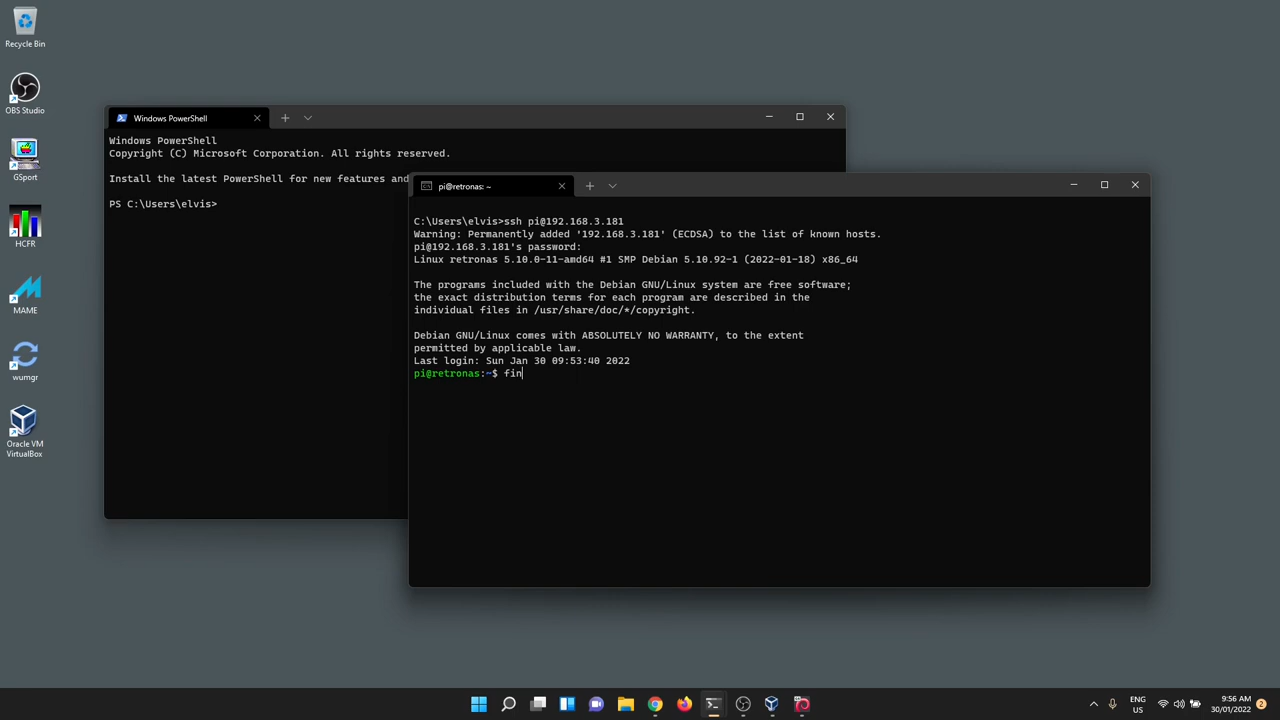 Recycle Bin
OBS Studio
GSport
HCFR
MAME
wumgr
Oracle VM
VirtualBox
Windows PowerShell
Windows PowerShell
Copyright (C) Microsoft Corporation. All rights reserved.
Install the latest PowerShell for new features and
PS C:\Users\elvis>
pi@retronas: ~
C:\Users\elvis>ssh pi@192.168.3.181
Warning: Permanently added '192.168.3.181' (ECDSA) to the list of known hosts.
pi@192.168.3.181's password:
Linux retronas 5.10.0-11-amd64 #1 SMP Debian 5.10.92-1 (2022-01-18) x86_64
The programs included with the Debian GNU/Linux system are free software;
the exact distribution terms for each program are described in the
individual files in /usr/share/doc/*/copyright.
Debian GNU/Linux comes with ABSOLUTELY NO WARRANTY, to the extent
permitted by applicable law.
Last login: Sun Jan 30 09:53:40 2022
pi@retronas:~$ fin
ENG
US
9:56 AM
30/01/2022
2